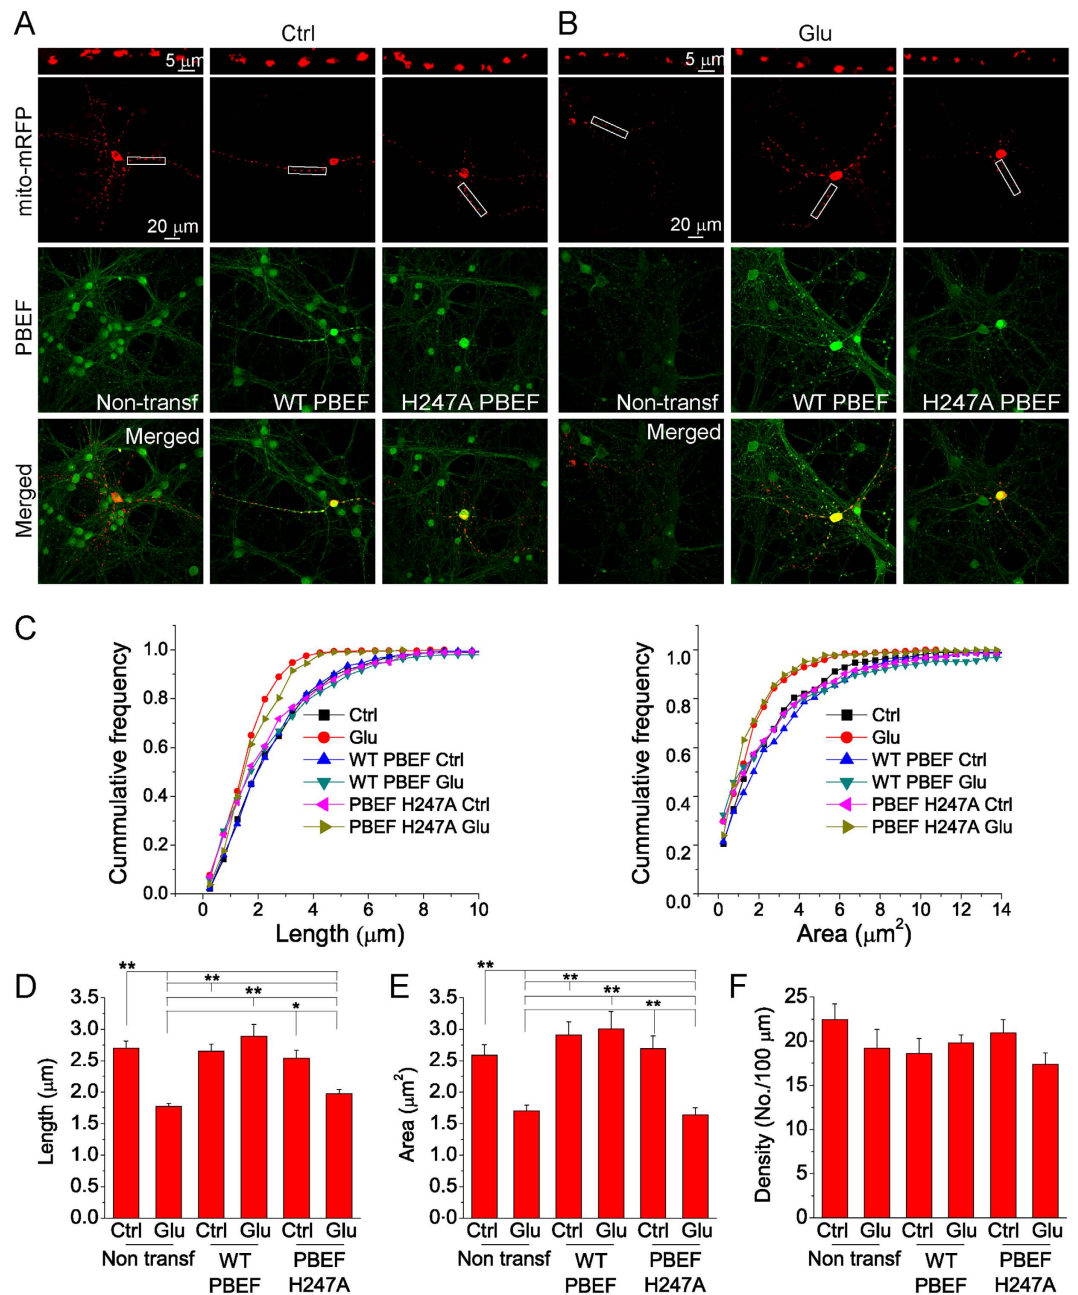 A
Ctrl
B
Glu
5 μm
5 μm
mito-mRFP
20 μm
20 μm
PBEF
Non-transf
WT PBEF
H247A PBEF
Non-transf
WT PBEF
H247A PBEF
Merged
Merged
Merged
C
Cummulative frequency
1.0
0.8
0.6
0.4
0.2
0.0
0 2 4 6 8 10
Length (μm)
Ctrl
Glu
WT PBEF Ctrl
WT PBEF Glu
PBEF H247A Ctrl
PBEF H247A Glu
Cummulative frequency
1.0
0.8
0.6
0.4
0.2
0.0
0 2 4 6 8 10 12 14
Area (μm²)
Ctrl
Glu
WT PBEF Ctrl
WT PBEF Glu
PBEF H247A Ctrl
PBEF H247A Glu
D
Length (μm)
3.5
3.0
2.5
2.0
1.5
1.0
0.5
0.0
**
**
**
*
Ctrl Glu Ctrl Glu Ctrl Glu
Non transf WT PBEF PBEF H247A
E
Area (μm²)
3.5
3.0
2.5
2.0
1.5
1.0
0.5
0.0
**
**
**
**
Ctrl Glu Ctrl Glu Ctrl Glu
Non transf WT PBEF PBEF H247A
F
Density (No./100 μm)
25
20
15
10
5
0
Ctrl Glu Ctrl Glu Ctrl Glu
Non transf WT PBEF PBEF H247A